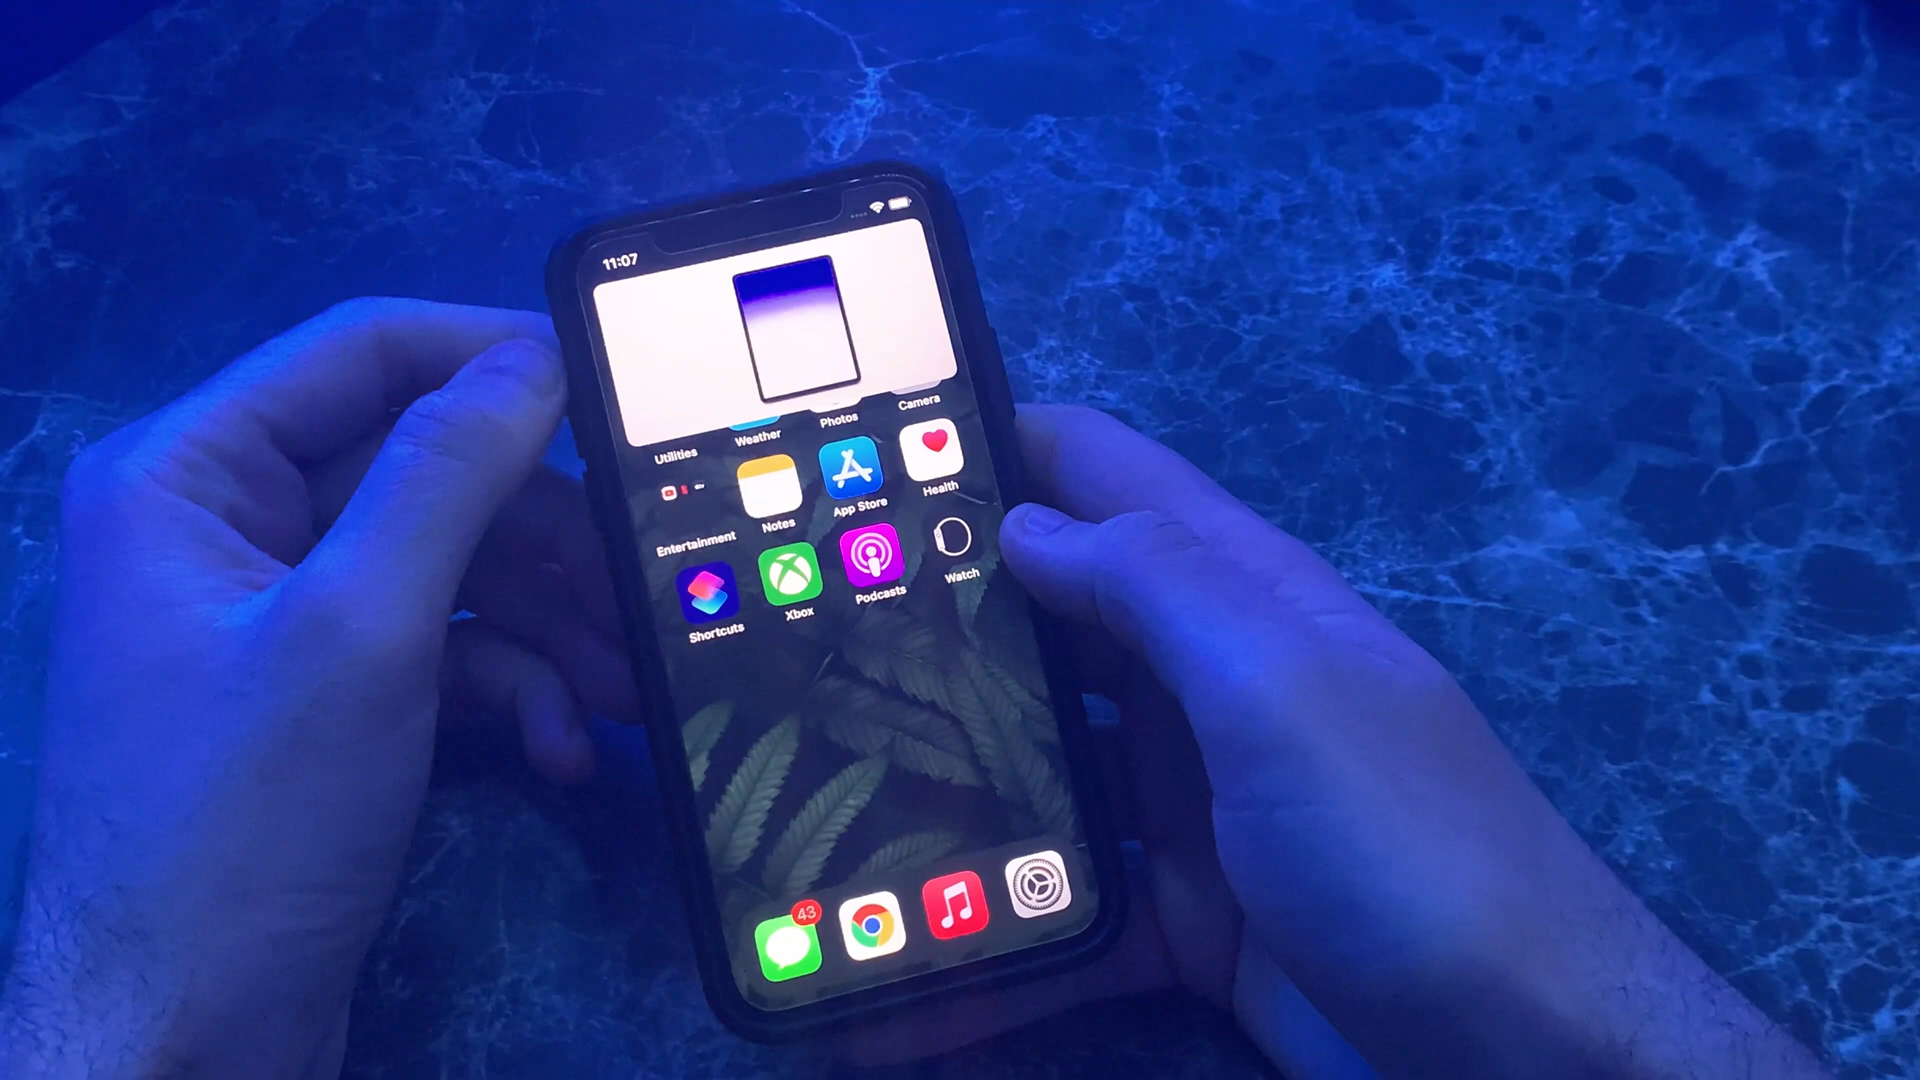 11:07
Utilities Weather Photos Camera
Entertainment Notes App Store Health
Shortcuts Xbox Podcasts Watch
43